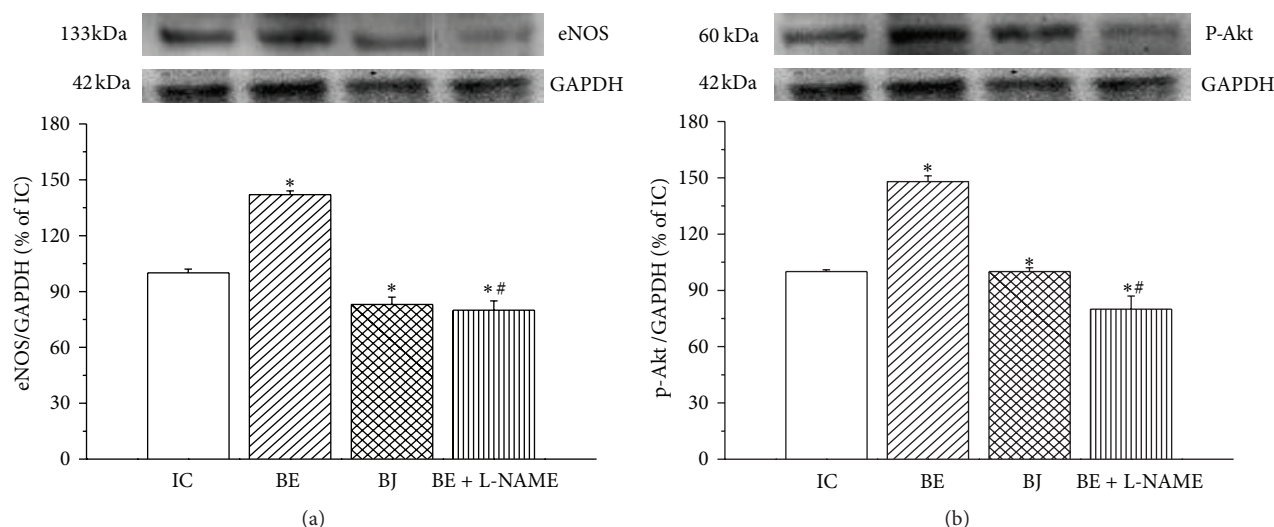 133kDa eNOS
42 kDa GAPDH
180
150
120
90
60
30
0
eNOS/GAPDH (% of IC)
*
*
*#
IC BE BJ BE + L-NAME
(a)
60 kDa P-Akt
42 kDa GAPDH
180
150
120
90
60
30
0
p-Akt/GAPDH (% of IC)
*
*
*#
IC BE BJ BE + L-NAME
(b)